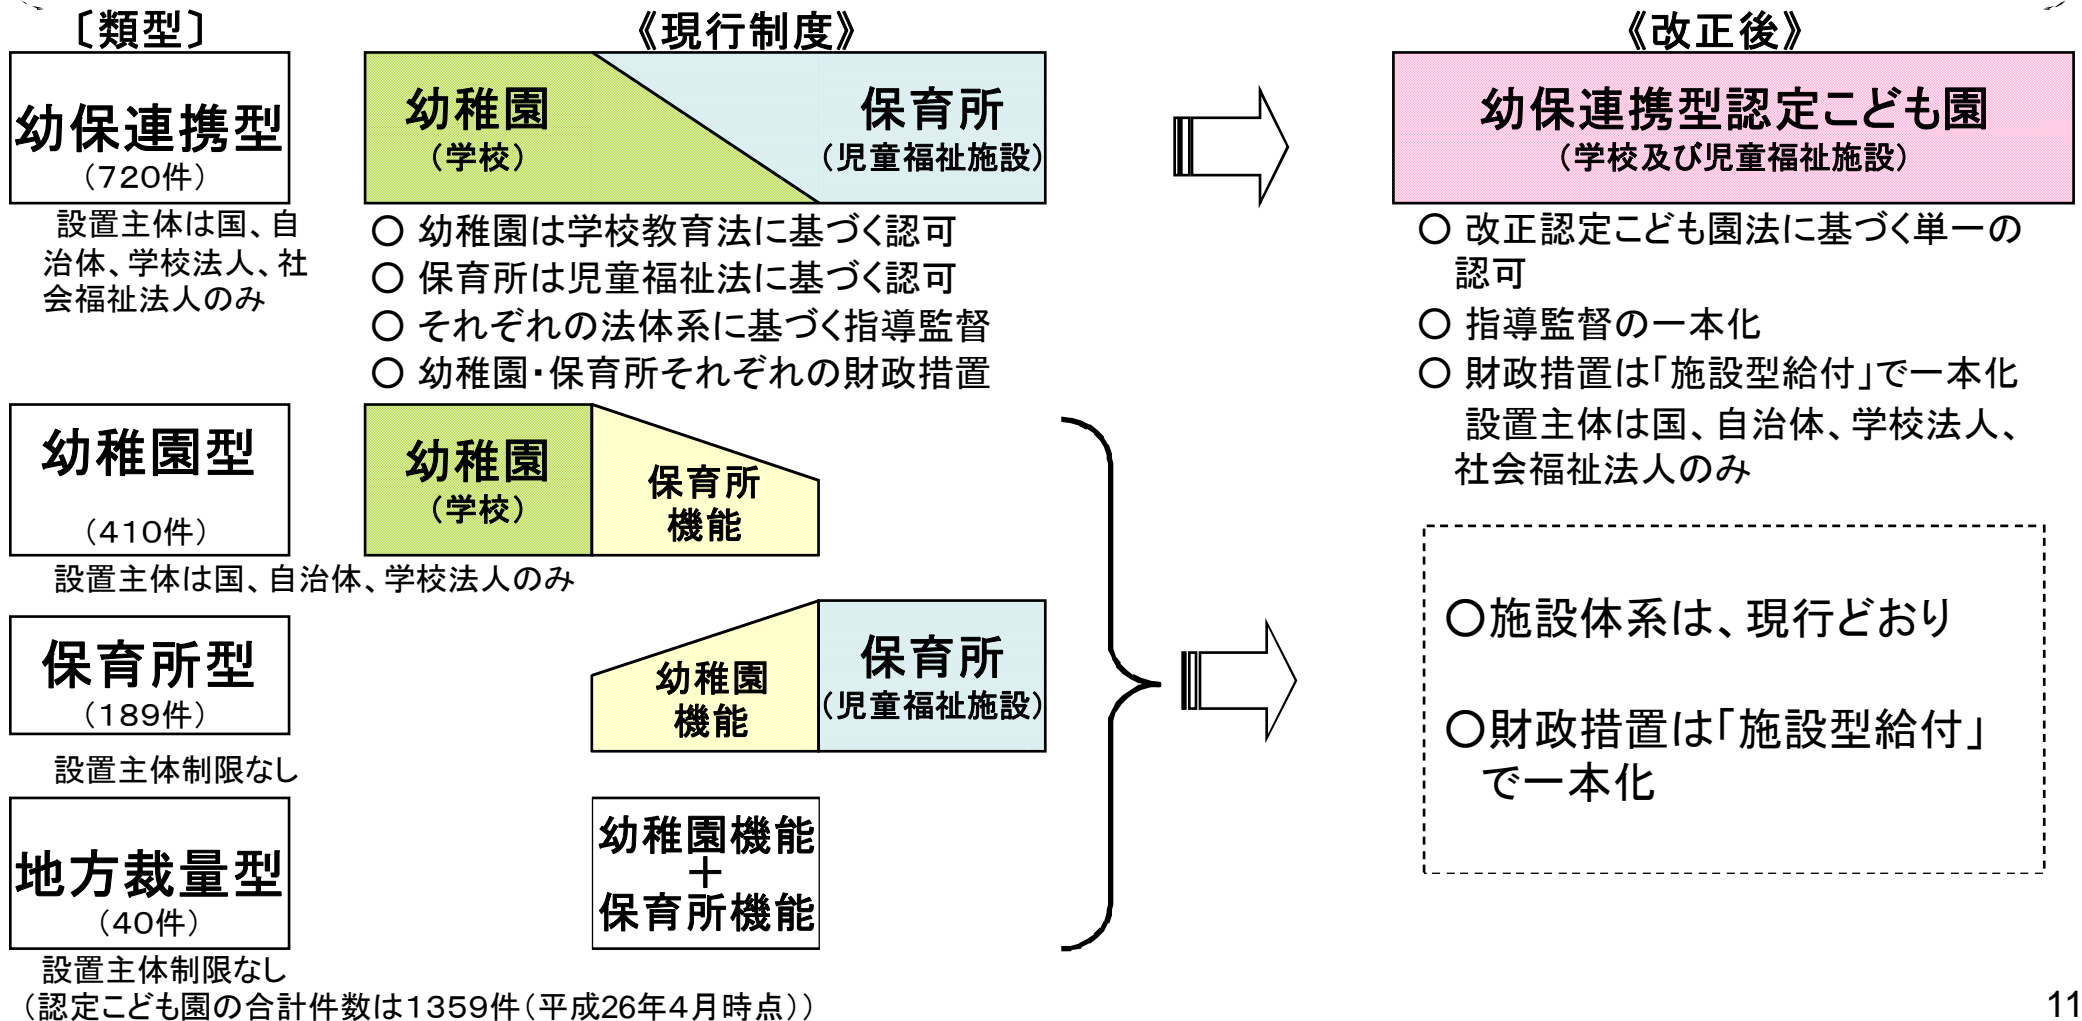 〔類型〕
《現行制度》
《改正後》
幼保連携型
（720件）
設置主体は国、自
治体、学校法人、社
会福祉法人のみ
幼稚園
（学校）
保育所
（児童福祉施設）
○ 幼稚園は学校教育法に基づく認可
○ 保育所は児童福祉法に基づく認可
○ それぞれの法体系に基づく指導監督
○ 幼稚園・保育所それぞれの財政措置
幼保連携型認定こども園
（学校及び児童福祉施設）
○ 改正認定こども園法に基づく単一の
認可
○ 指導監督の一本化
○ 財政措置は「施設型給付」で一本化
設置主体は国、自治体、学校法人、
社会福祉法人のみ
幼稚園型
（410件）
設置主体は国、自治体、学校法人のみ
幼稚園
（学校）
保育所
機能
保育所型
（189件）
設置主体制限なし
幼稚園
機能
保育所
（児童福祉施設）
地方裁量型
（40件）
設置主体制限なし
幼稚園機能
＋
保育所機能
○施設体系は、現行どおり
○財政措置は「施設型給付」
で一本化
（認定こども園の合計件数は1359件（平成26年4月時点））
11